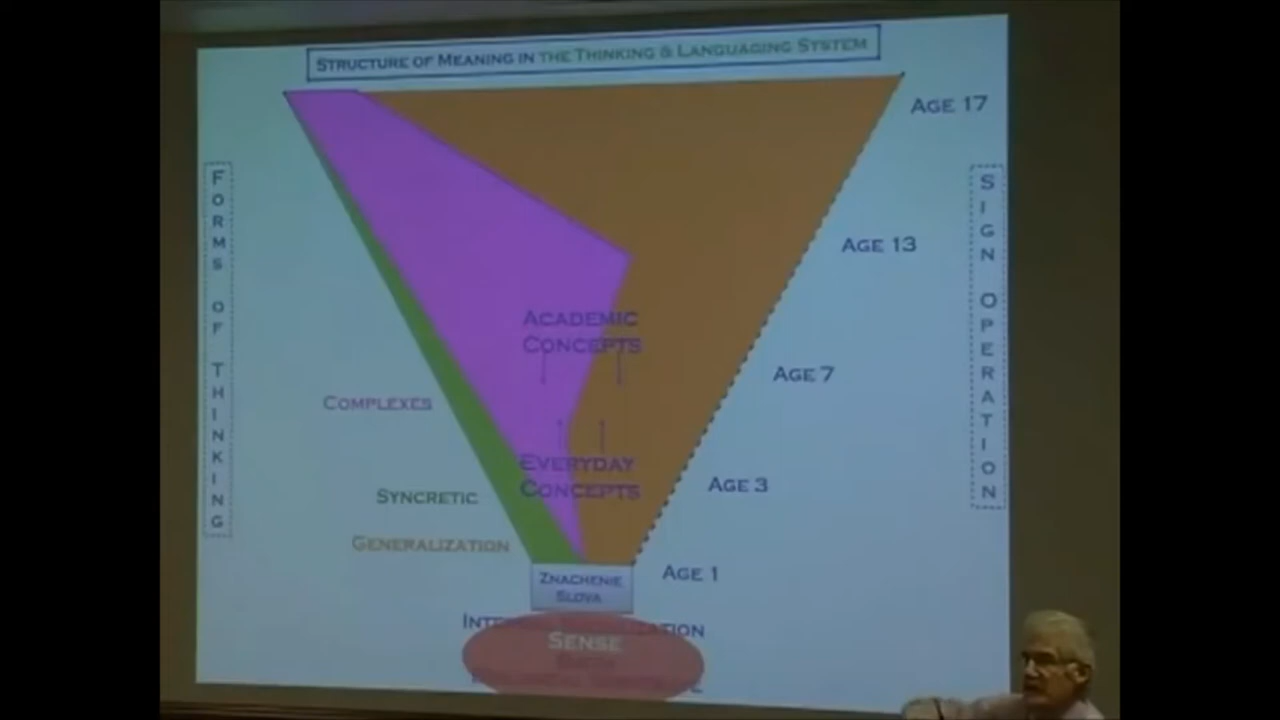 STRUCTURE OF MEANING IN THE THINKING & LANGUAGING SYSTEM
AGE 17
FORMS OF THINKING
SIGN OPERATION
AGE 13
ACADEMIC
CONCEPTS
AGE 7
COMPLEXES
EVERYDAY
CONCEPTS
AGE 3
SYNCRETIC
GENERALIZATION
AGE 1
ZNACHENIE
SLOVA
SENSE